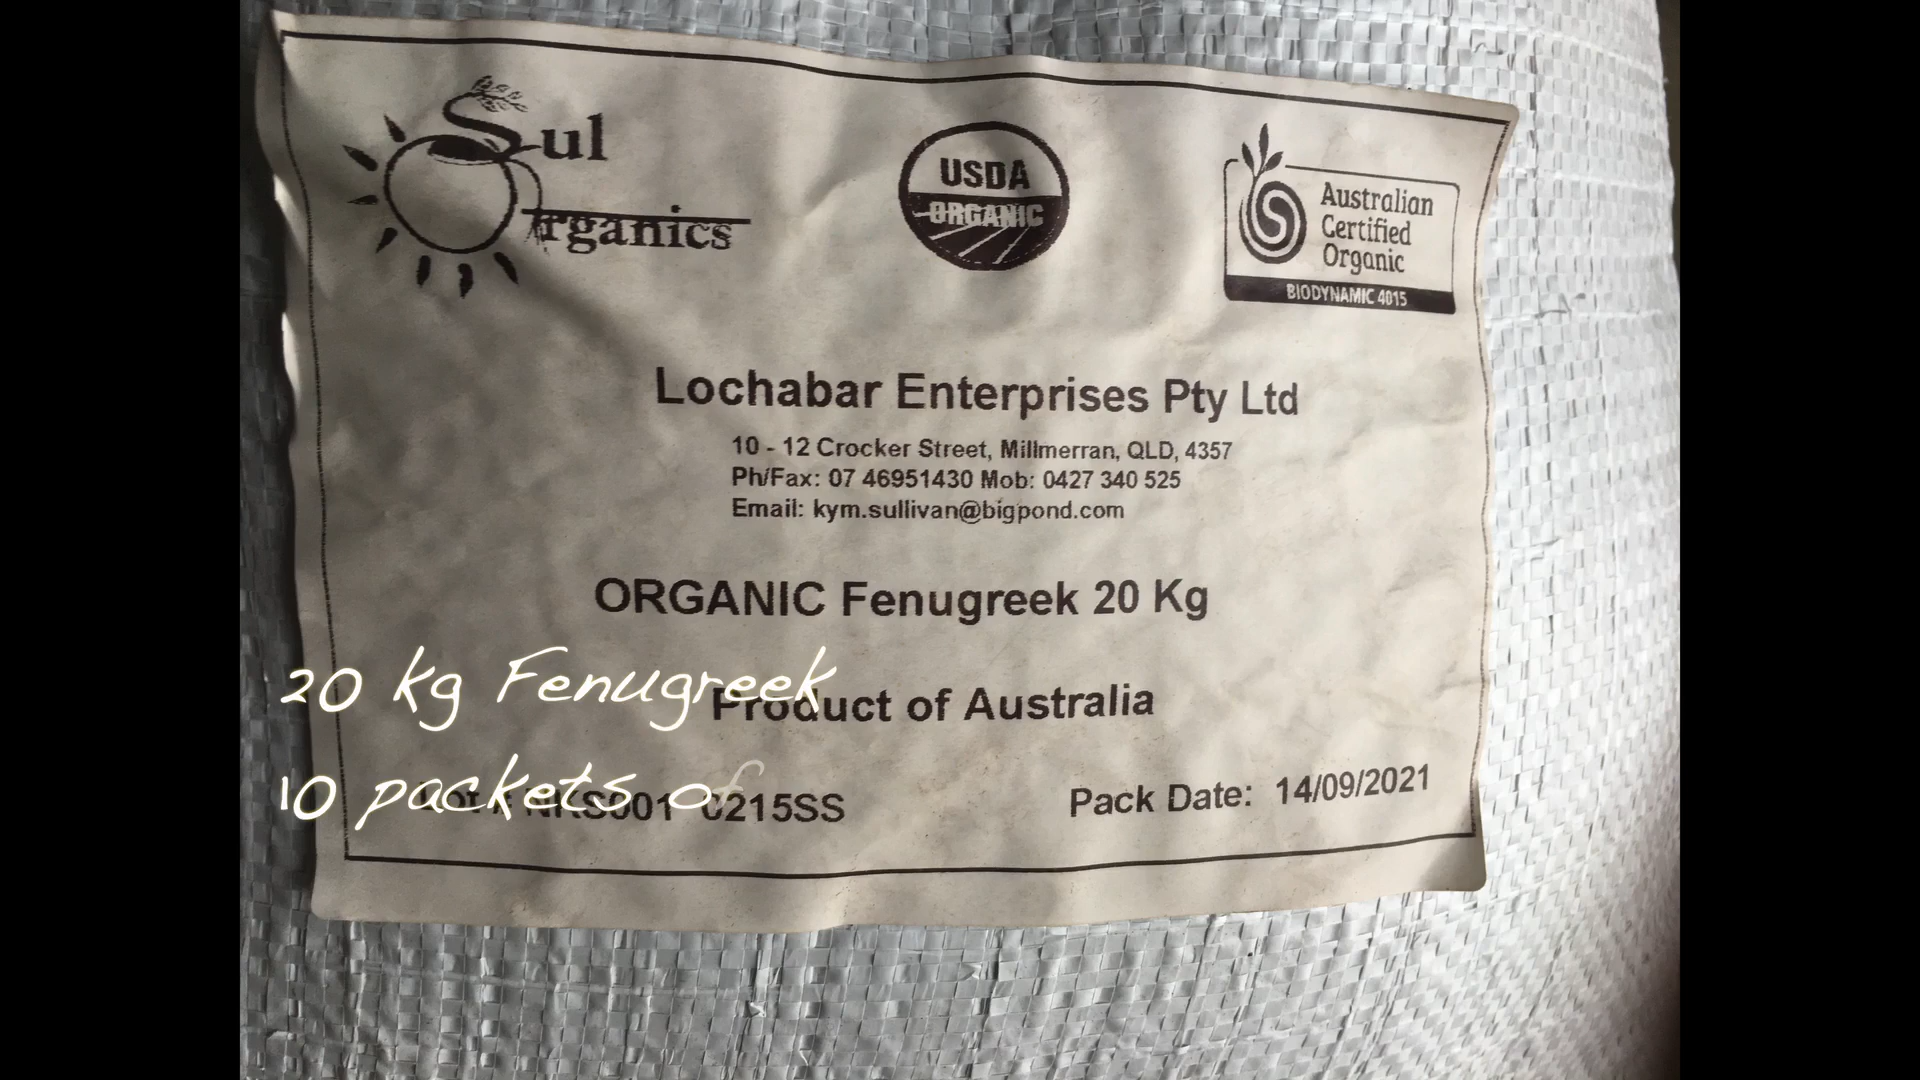 Sul
Organics
USDA
ORGANIC
Australian
Certified
Organic
BIODYNAMIC 4015
Lochabar Enterprises Pty Ltd
10 - 12 Crocker Street, Millmerran, QLD, 4357
Ph/Fax: 07 46951430 Mob: 0427 340 525
Email: kym.sullivan@bigpond.com
ORGANIC Fenugreek 20 Kg
20 kg Fenugreek
Product of Australia
10 packets of
Pack Date: 14/09/2021